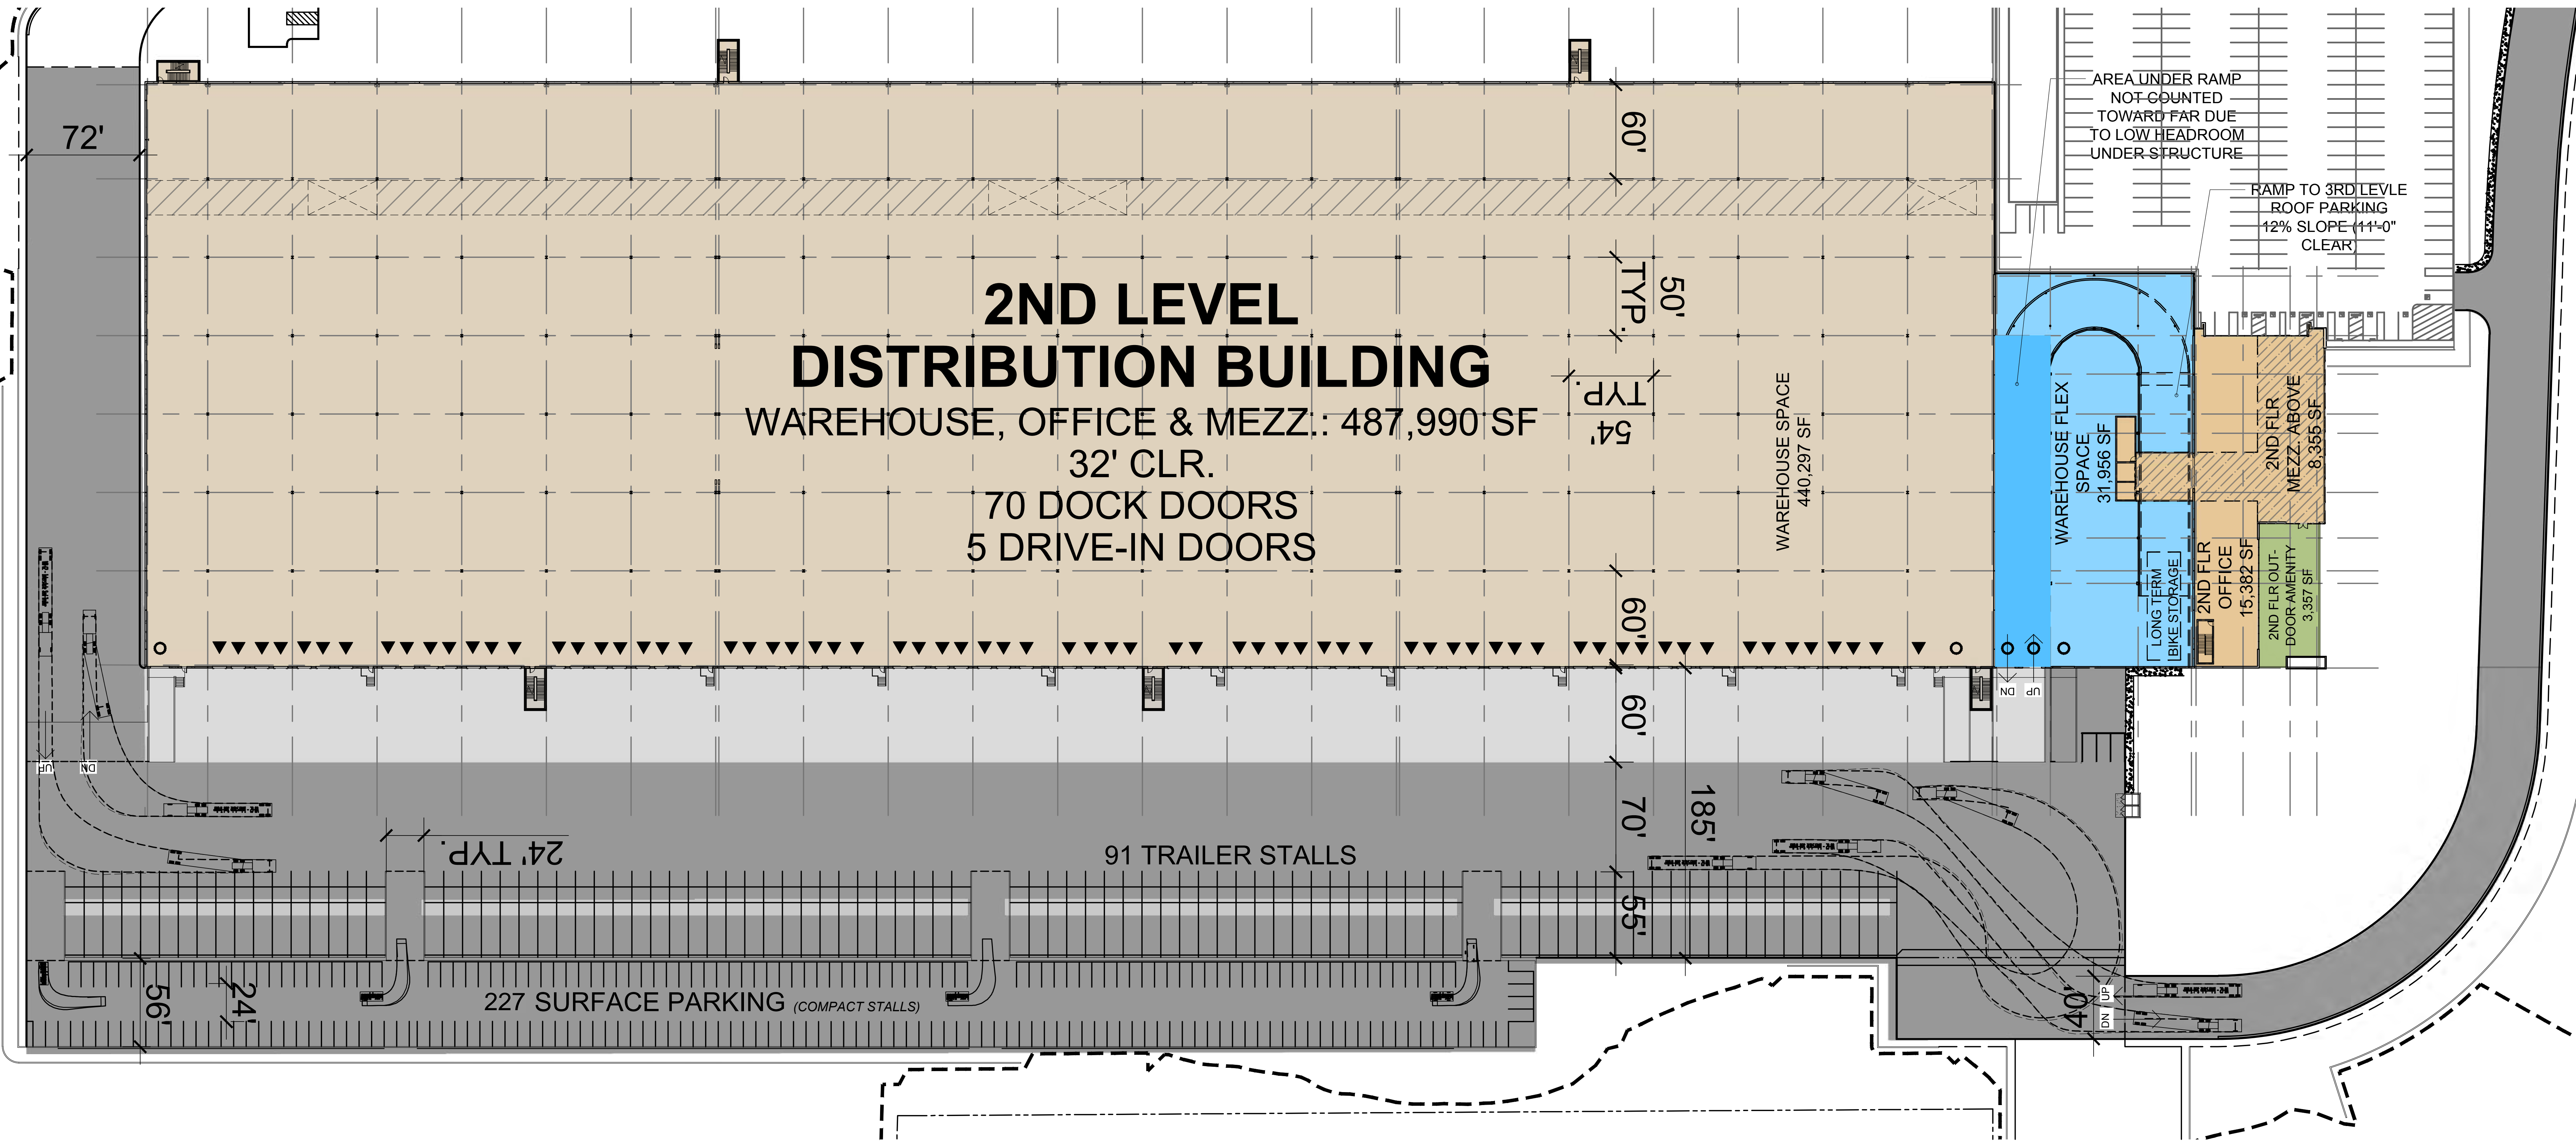 72'
60'
AREA UNDER RAMP
NOT COUNTED
TOWARD FAR DUE
TO LOW HEADROOM
UNDER STRUCTURE
RAMP TO 3RD LEVLE
ROOF PARKING
12% SLOPE (11'-0"
CLEAR)
2ND LEVEL
DISTRIBUTION BUILDING
WAREHOUSE, OFFICE & MEZZ.: 487,990 SF
32' CLR.
70 DOCK DOORS
5 DRIVE-IN DOORS
50'
TYP.
TYP.
54'
WAREHOUSE SPACE
440,297 SF
WAREHOUSE FLEX
SPACE
31,956 SF
2ND FLR
MEZZ. ABOVE
8,355 SF
2ND FLR
OFFICE
15,382 SF
2ND FLR OUT-
DOOR AMENITY
3,357 SF
LONG TERM
BIKE STORAGE
60'
60'
DN
UP
UP
DN
70'
185'
24' TYP.
91 TRAILER STALLS
55'
56'
24'
227 SURFACE PARKING (COMPACT STALLS)
40'
UP
DN